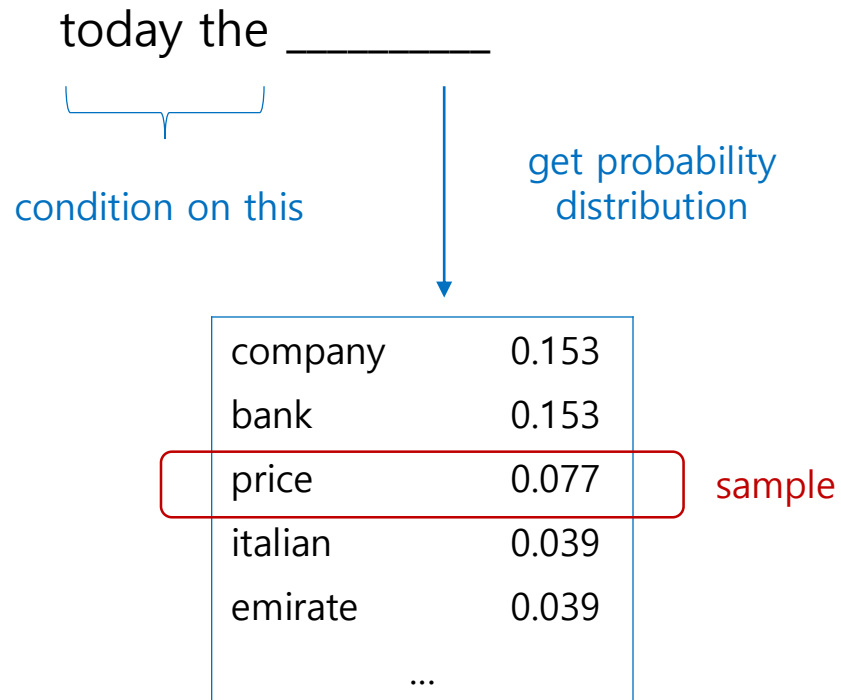 today the __________
condition on this
get probability
distribution
company 0.153
bank 0.153
price 0.077
sample
italian 0.039
emirate 0.039
...